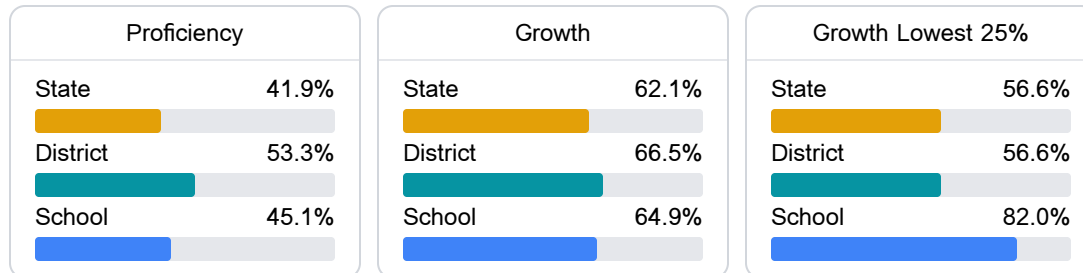 Proficiency
State 41.9%
District 53.3%
School 45.1%
Growth
State 62.1%
District 66.5%
School 64.9%
Growth Lowest 25%
State 56.6%
District 56.6%
School 82.0%